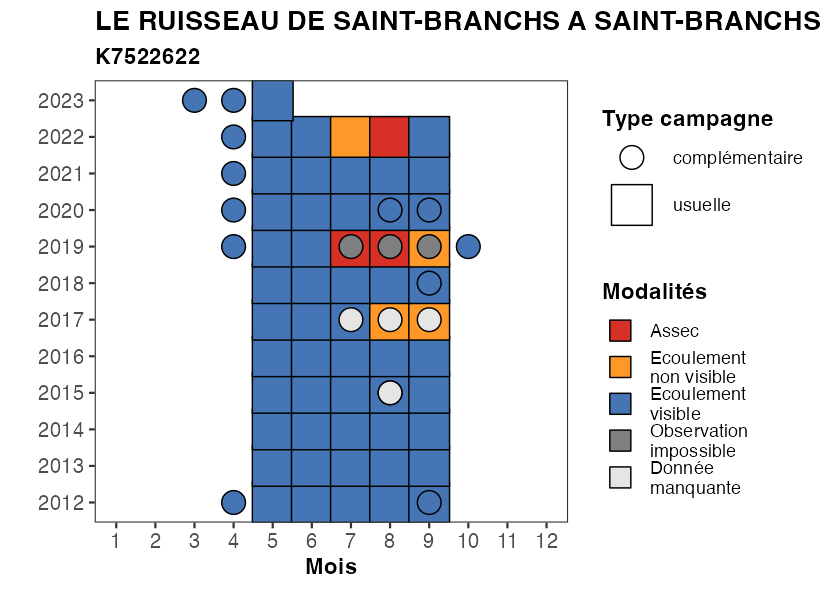 LE RUISSEAU DE SAINT-BRANCHS A SAINT-BRANCHS
K7522622
2023
2022
2021
2020
2019
2018
2017
2016
2015
2014
2013
2012
1 2 3 4 5 6 7 8 9 10 11 12
Mois
Type campagne
complémentaire
usuelle
Modalités
Assec
Ecoulement
non visible
Ecoulement
visible
Observation
impossible
Donnée
manquante